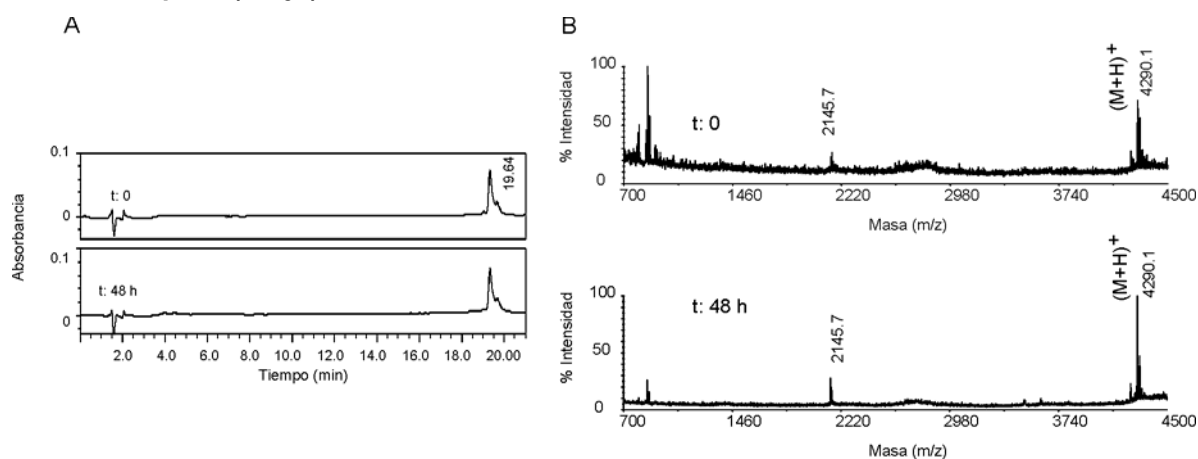 A
0.1
t: 0
19.64
0
0.1
t: 48 h
0
Absorbancia
2.0 4.0 6.0 8.0 10.0 12.0 14.0 16.0 18.0 20.00
Tiempo (min)
B
100
50
0
% Intensidad
t: 0
2145.7
(M+H)+
4290.1
700 1460 2220 2980 3740 4500
Masa (m/z)
100
50
0
% Intensidad
t: 48 h
2145.7
(M+H)+
4290.1
700 1460 2220 2980 3740 4500
Masa (m/z)